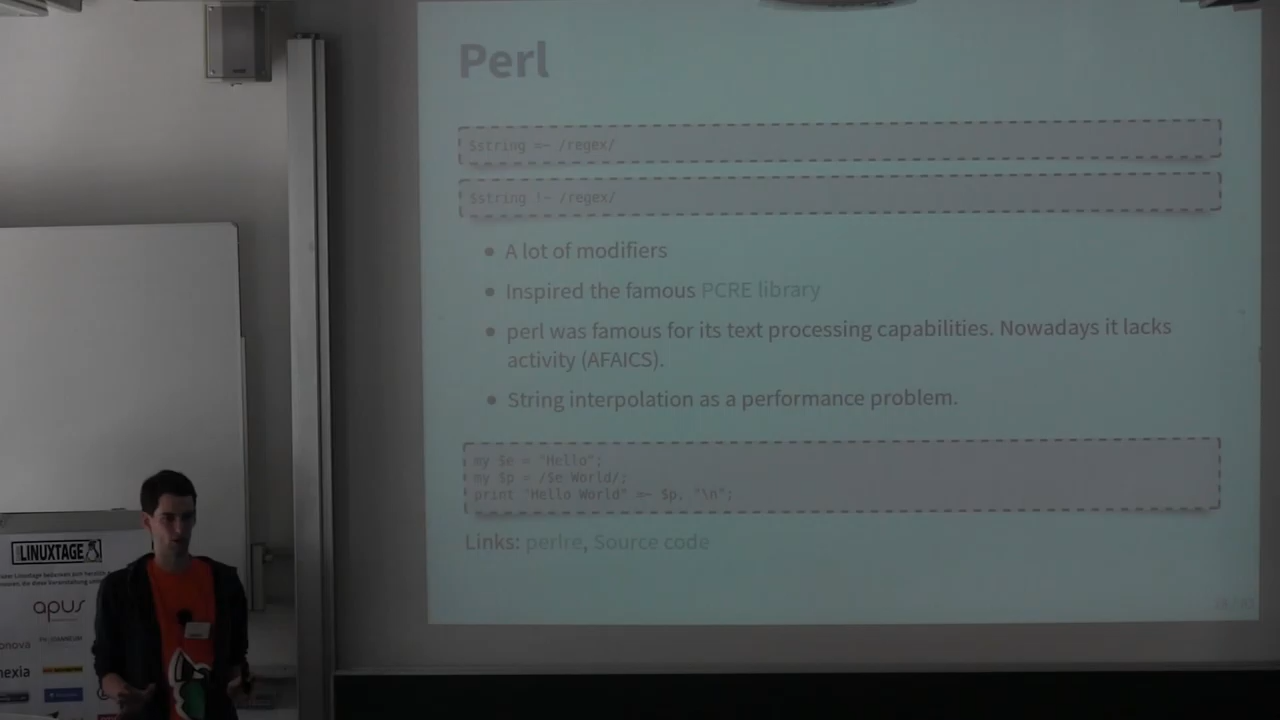 Perl
$string =~ /regex/
$string !~ /regex/
A lot of modifiers
Inspired the famous PCRE library
perl was famous for its text processing capabilities. Nowadays it lacks
activity (AFAICS).
String interpolation as a performance problem.
my $e = "Hello";
my $p = /$e World/;
print "Hello World" =~ $p, "\n";
Links: perlre, Source code
LINUXTAGE
apus